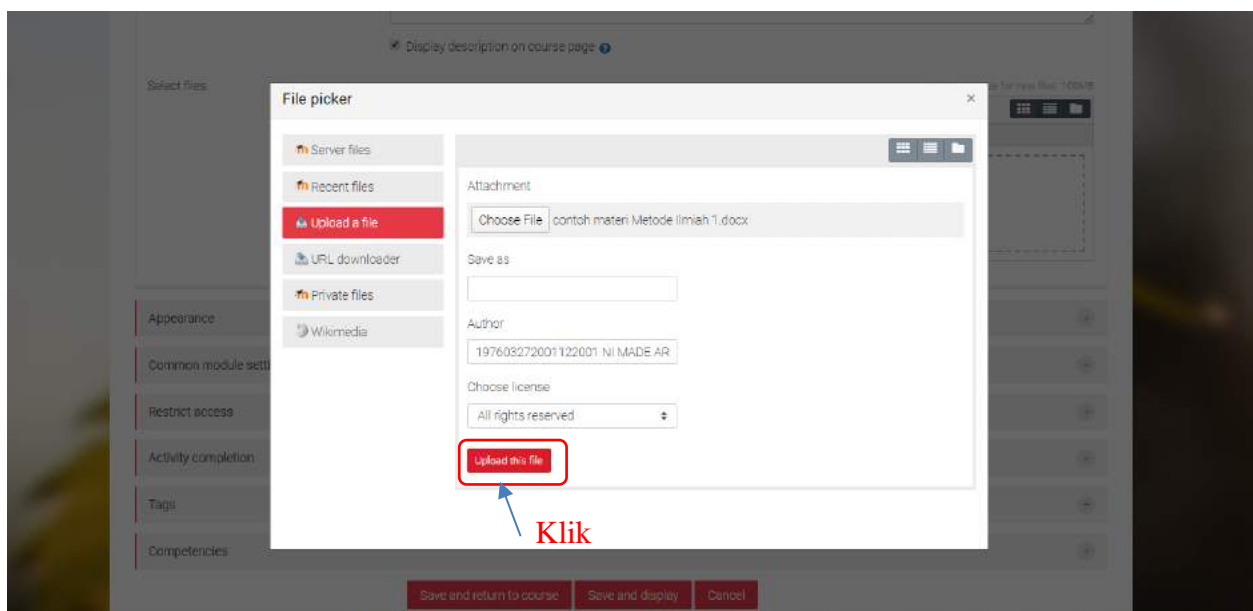 Display description on course page
Select files
File picker
Server files
Recent files
Upload a file
URL downloader
Private files
Wikimedia
Attachment
Choose File contoh materi Metode Ilmiah 1.docx
Save as
Author
197603272001122001 NI MADE AR
Choose license
All rights reserved
Upload this file
Klik
Appearance
Common module setti
Restrict access
Activity completion
Tags
Competencies
Save and return to course
Save and display
Cancel